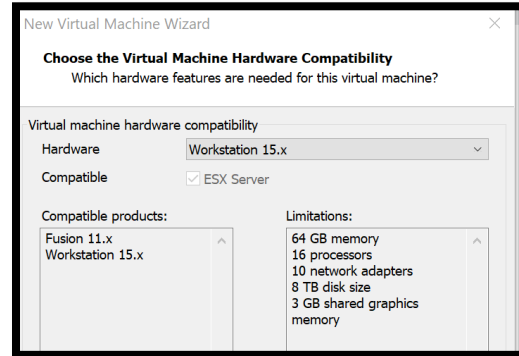 New Virtual Machine Wizard
Choose the Virtual Machine Hardware Compatibility
Which hardware features are needed for this virtual machine?
Virtual machine hardware compatibility
Hardware Workstation 15.x
Compatible ESX Server
Compatible products: Limitations:
Fusion 11.x
Workstation 15.x
64 GB memory
16 processors
10 network adapters
8 TB disk size
3 GB shared graphics
memory